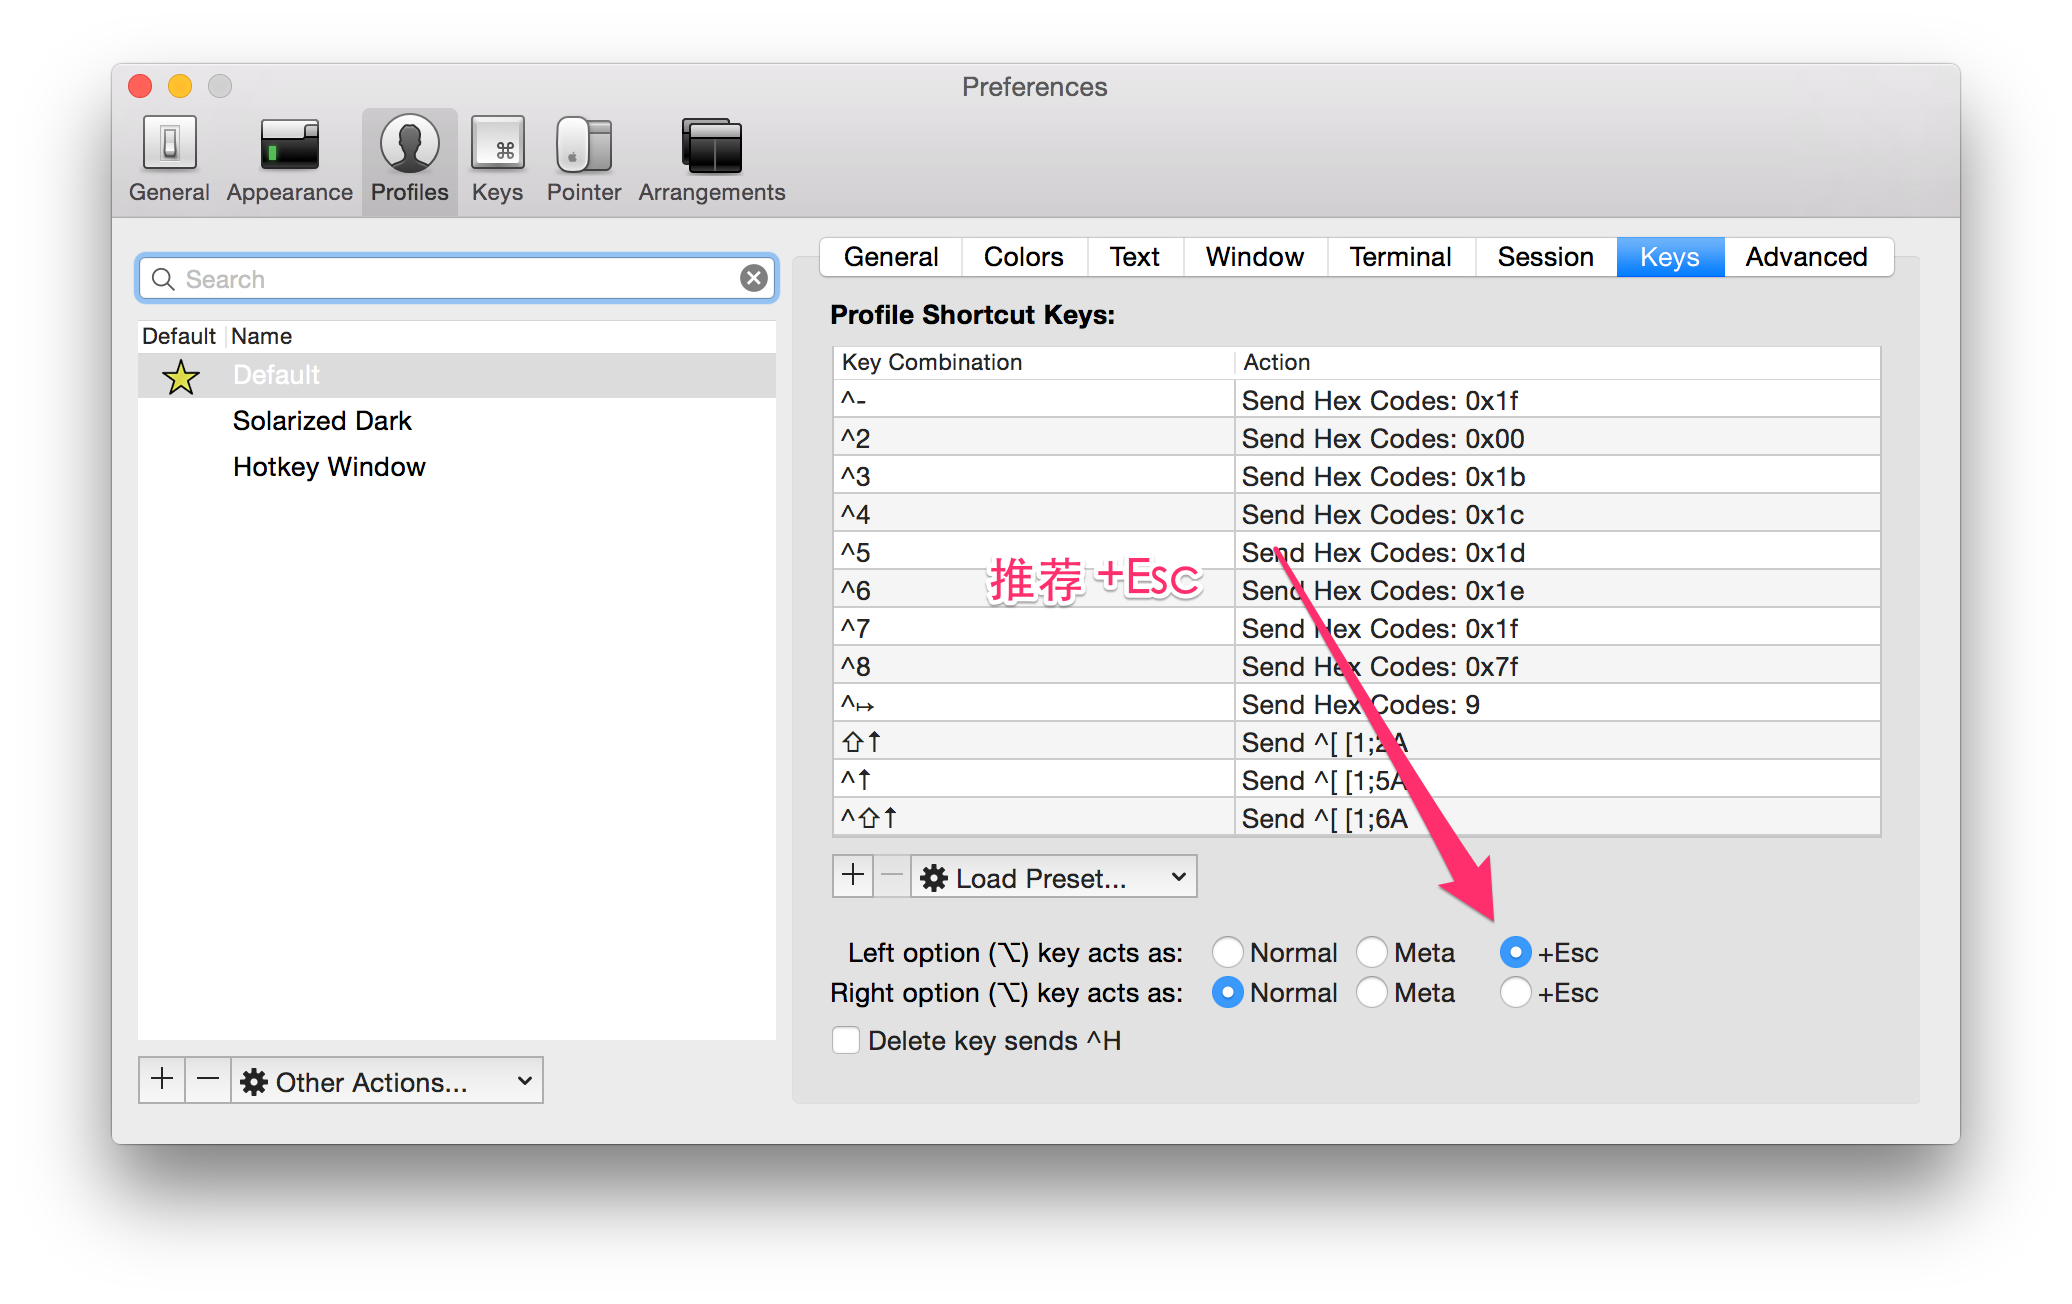 Preferences
General Appearance Profiles Keys Pointer Arrangements
Search
Default Name
Default
Solarized Dark
Hotkey Window
Other Actions...
General Colors Text Window Terminal Session Keys Advanced
Profile Shortcut Keys:
Key Combination Action
^- Send Hex Codes: 0x1f
^2 Send Hex Codes: 0x00
^3 Send Hex Codes: 0x1b
^4 Send Hex Codes: 0x1c
^5 Send Hex Codes: 0x1d
推荐 +Esc
^6 Send Hex Codes: 0x1e
^7 Send Hex Codes: 0x1f
^8 Send Hex Codes: 0x7f
^↦ Send Hex Codes: 9
⇧↑ Send ^[ [1;2A
^↑ Send ^[ [1;5A
^⇧↑ Send ^[ [1;6A
Load Preset...
Left option (⌥) key acts as: Normal Meta +Esc
Right option (⌥) key acts as: Normal Meta +Esc
Delete key sends ^H